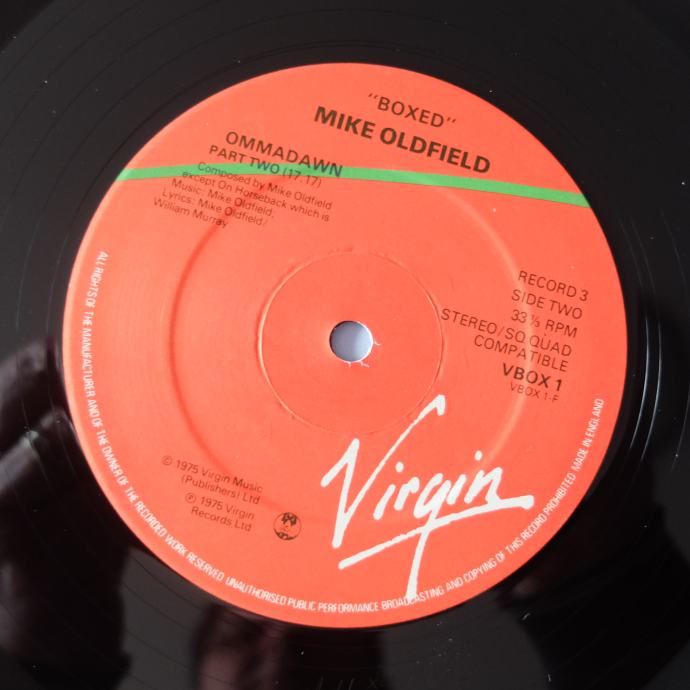 "BOXED"
MIKE OLDFIELD
OMMADAWN
PART TWO (17.17)
Composed by Mike Oldfield
except On Horseback which is
Music: Mike Oldfield;
Lyrics: Mike Oldfield/
William Murray
RECORD 3
SIDE TWO
33⅓ RPM
STEREO/SQ QUAD
COMPATIBLE
VBOX 1
VBOX 1-F
© 1975 Virgin Music
(Publishers) Ltd
℗ 1975 Virgin
Records Ltd
Virgin
ALL RIGHTS OF THE MANUFACTURER AND OF THE OWNER OF THE RECORDED WORK RESERVED. UNAUTHORISED PUBLIC PERFORMANCE BROADCASTING AND COPYING OF THIS RECORD PROHIBITED MADE IN ENGLAND